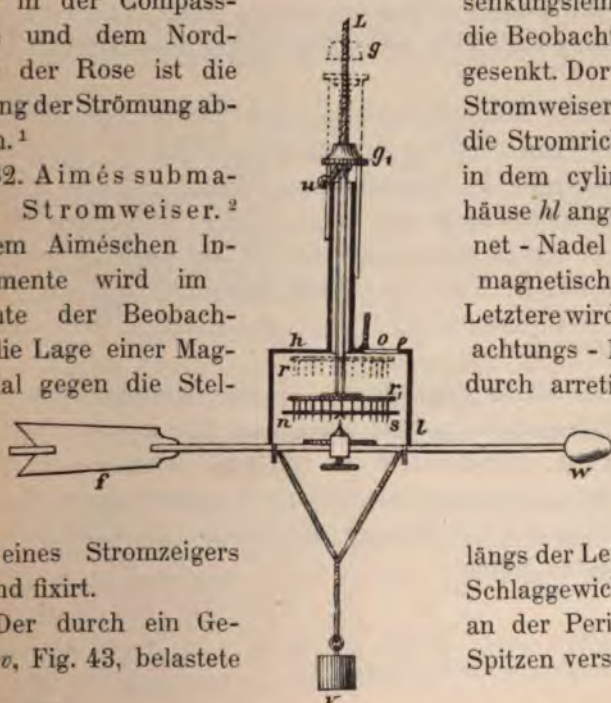 in der Compass-
und dem Nord-
der Rose ist die
ng der Strömung ab-
n.¹
32. Aimés subma-
Stromweiser.²
em Aiméschen In-
mente wird im
nte der Beobach-
die Lage einer Mag-
al gegen die Stel-
eines Stromzeigers
nd fixirt.
Der durch ein Ge-
v, Fig. 43, belastete
L
g
g₁
u
h
o
e
r
r,
n
s
l
f
w
senkungslein
die Beobacht
gesenkt. Dor
Stromweiser
die Stromric
in dem cylin
häuse hl ang
net - Nadel
magnetisch
Letztere wird
achtungs -
durch arreti
längs der Le
Schlaggewic
an der Peri
Spitzen vers